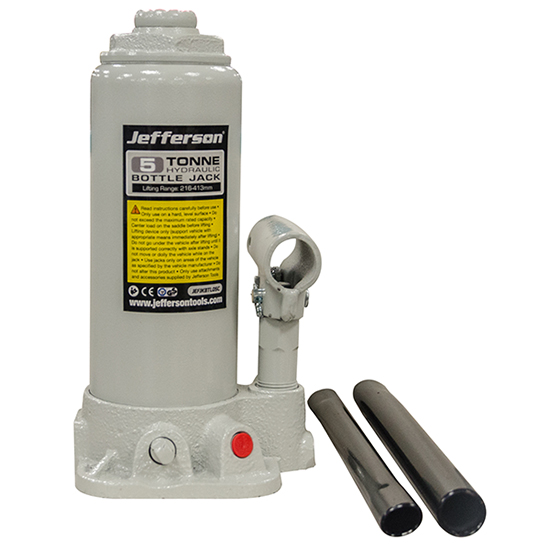 Jefferson
5 TONNE
HYDRAULIC
BOTTLE JACK
Lifting Range: 216-413mm
Read instructions carefully before use •
Only use on a hard, level surface • Do
not exceed the maximum rated capacity •
Center load on the saddle before lifting •
Lifting device only (support vehicle with
appropriate means immediately after lifting) •
Do not go under the vehicle after lifting until it
is supported correctly with axle stands • Do
not move or dolly the vehicle while on the
jack • Use jacks only on areas of the vehicle
as specified by the vehicle manufacturer • Do
not alter this product • Only use attachments
and accessories supplied by Jefferson Tools
CE GS JEFJKBTL05C
www.jeffersontools.com